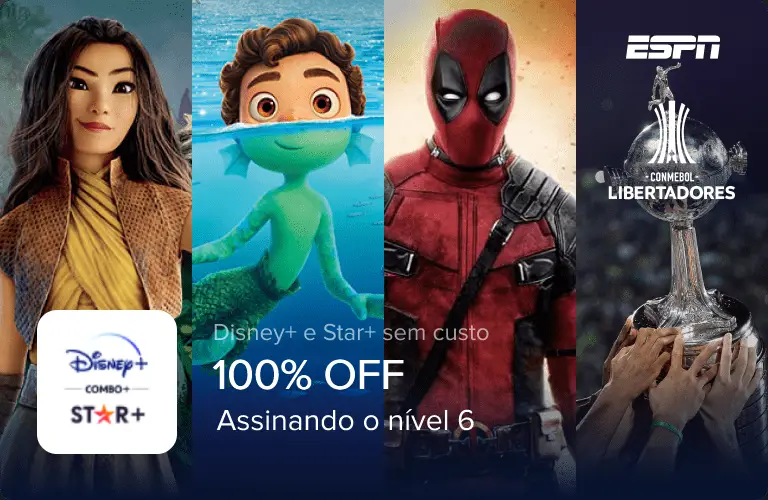 ESPN
-CONMEBOL-
LIBERTADORES
Disney+ e Star+ sem custo
100% OFF
Assinando o nível 6
Disney+
COMBO+
STAR+